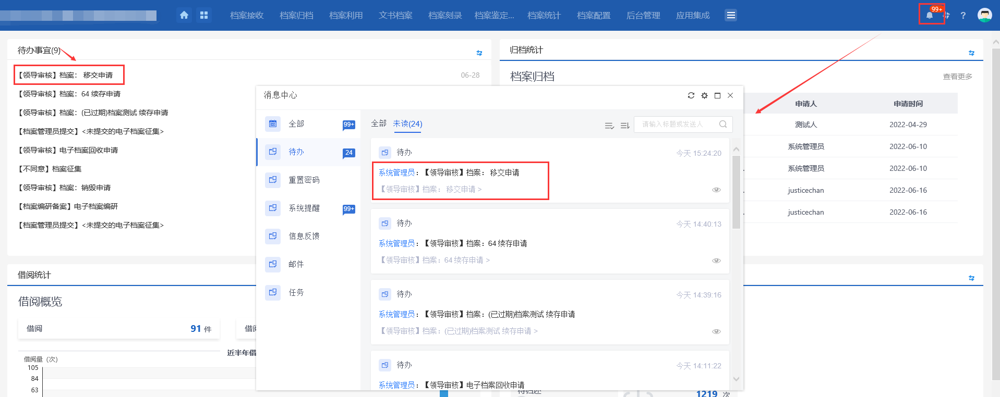 档案接收 档案归档 档案利用 文书档案 档案刻录 档案鉴定... 档案统计 档案配置 后台管理 应用集成 99+ ?
待办事宜(9)
【领导审核】档案： 移交申请 06-28
【领导审核】档案：64 续存申请
【领导审核】档案：(已过期)档案测试 续存申请
【档案管理员提交】<未提交的电子档案征集>
【领导审核】电子档案回收申请
【不同意】档案征集
【领导审核】档案：销毁申请
【档案编研备案】电子档案编研
【档案管理员提交】<未提交的电子档案征集>
归档统计
档案归档 查看更多
申请人 申请时间
测试人 2022-04-29
系统管理员 2022-06-10
系统管理员 2022-06-10
justicechan 2022-06-16
justicechan 2022-06-16
借阅统计
借阅概览
借阅 91 件
借阅
近半年借
借阅量（次）
105
84
63
消息中心
全部 99+
待办 24
重置密码
系统提醒 99+
信息反馈
邮件
任务
全部 未读(24)
请输入标题或发送人
待办 今天 15:24:20
系统管理员：【领导审核】档案： 移交申请
【领导审核】档案： 移交申请 >
待办 今天 14:40:13
系统管理员：【领导审核】档案：64 续存申请
【领导审核】档案：64 续存申请 >
待办 今天 14:39:16
系统管理员：【领导审核】档案：(已过期)档案测试 续存申请
【领导审核】档案：(已过期)档案测试 续存申请 >
待办 今天 14:11:22
系统管理员：【领导审核】电子档案回收申请
待归还 1219 次